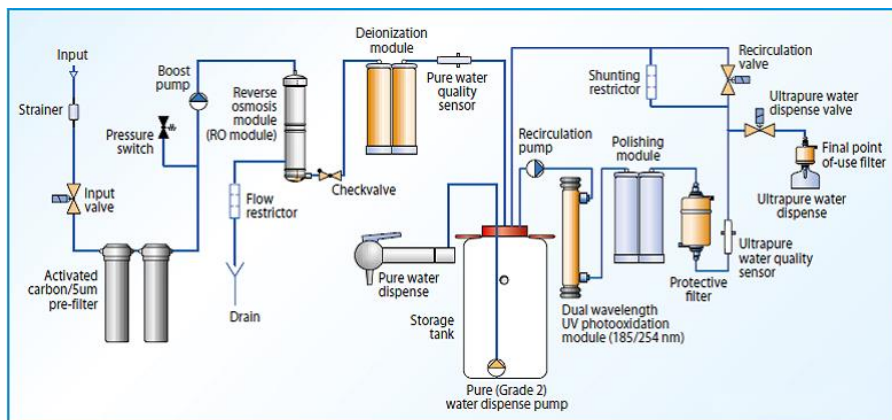 Input
Strainer
Pressure
switch
Input
valve
Activated
carbon/5um
pre-filter
Boost
pump
Reverse
osmosis
module
(RO module)
Flow
restrictor
Drain
Checkvalve
Deionization
module
Pure water
quality
sensor
Pure water
dispense
Storage
tank
Pure (Grade 2)
water dispense pump
Recirculation
pump
Dual wavelength
UV photooxidation
module (185/254 nm)
Polishing
module
Protective
filter
Ultrapure
water quality
sensor
Shunting
restrictor
Recirculation
valve
Ultrapure water
dispense valve
Final point
of-use filter
Ultrapure water
dispense